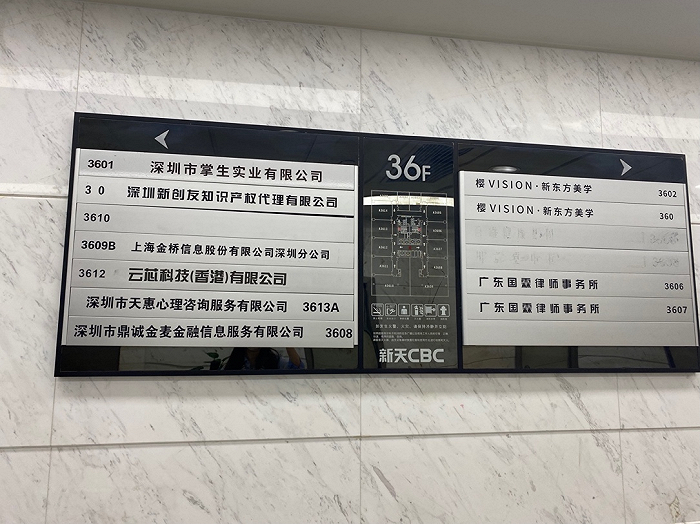 3601 深圳市掌生实业有限公司
3 0 深圳新创友知识产权代理有限公司
3610
3609B 上海金桥信息股份有限公司深圳分公司
3612 云芯科技(香港)有限公司
深圳市天惠心理咨询服务有限公司 3613A
深圳市鼎诚金麦金融信息服务有限公司 3608
36F
新天CBC
樱VISION·新东方美学 3602
樱VISION·新东方美学 360
广东国霖律师事务所 3606
广东国霖律师事务所 3607